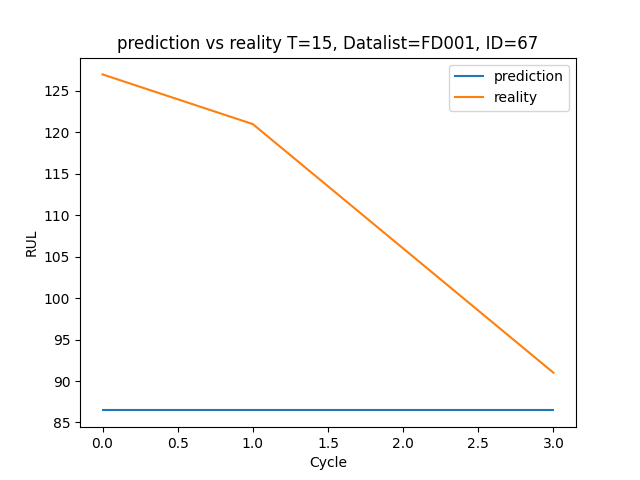 prediction vs reality T=15, Datalist=FD001, ID=67
prediction
reality
RUL
125
120
115
110
105
100
95
90
85
0.0 0.5 1.0 1.5 2.0 2.5 3.0
Cycle